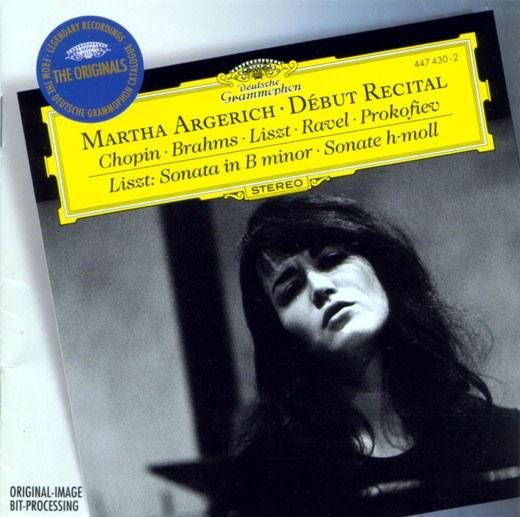 LEGENDARY RECORDINGS
FROM THE DEUTSCHE GRAMMOPHON CATALOGUE
THE ORIGINALS
Deutsche
Grammophon
447 430-2
MARTHA ARGERICH · DÉBUT RECITAL
Chopin · Brahms · Liszt · Ravel · Prokofiev
Liszt: Sonata in B minor · Sonate h-moll
STEREO
ORIGINAL-IMAGE
BIT-PROCESSING